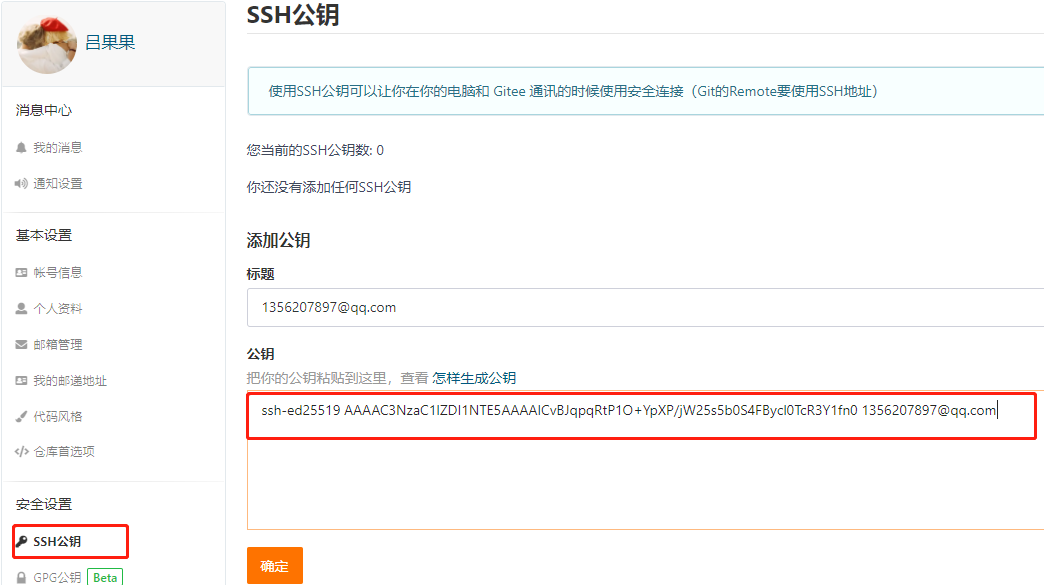 吕果果
消息中心
我的消息
通知设置
基本设置
帐号信息
个人资料
邮箱管理
我的邮递地址
代码风格
仓库首选项
安全设置
SSH公钥
GPG公钥 Beta
SSH公钥
使用SSH公钥可以让你在你的电脑和 Gitee 通讯的时候使用安全连接（Git的Remote要使用SSH地址）
您当前的SSH公钥数: 0
你还没有添加任何SSH公钥
添加公钥
标题
1356207897@qq.com
公钥
把你的公钥粘贴到这里，查看 怎样生成公钥
ssh-ed25519 AAAAC3NzaC1lZDI1NTE5AAAAICvBJqpqRtP1O+YpXP/jW25s5b0S4FBycI0TcR3Y1fn0 1356207897@qq.com
确定